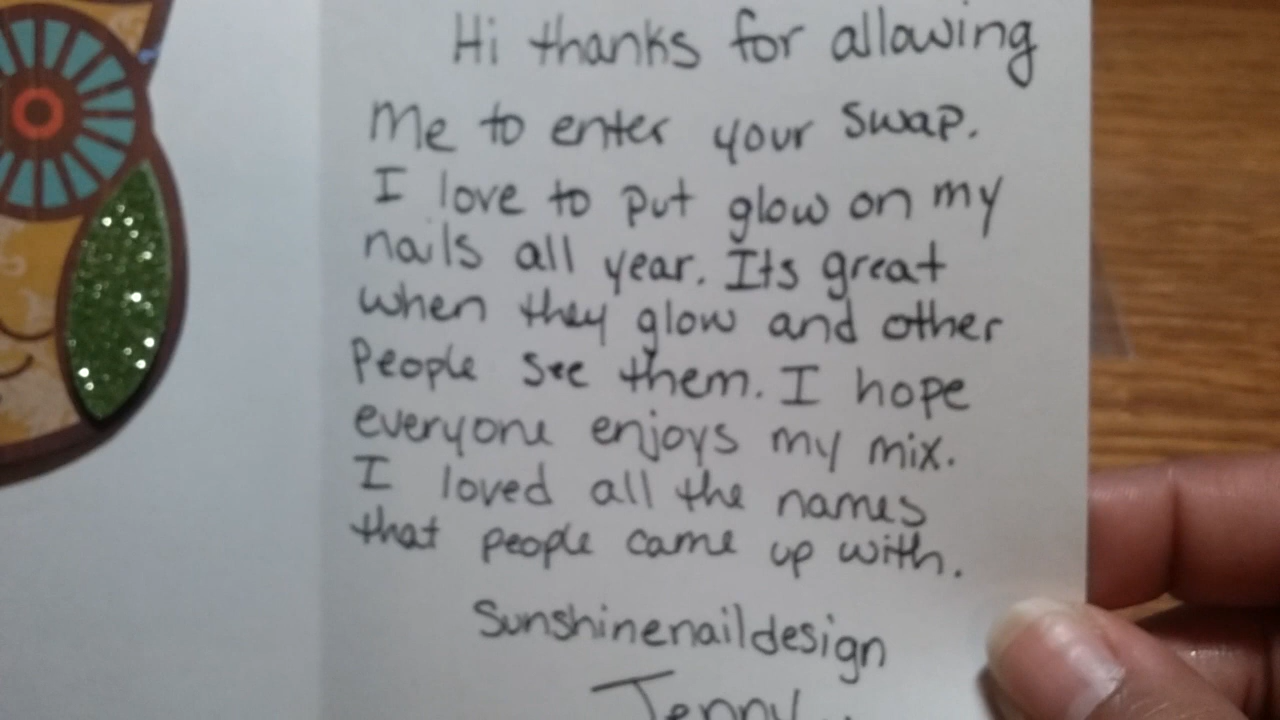 Hi thanks for allowing
Me to enter your swap.
I love to put glow on my
nails all year. Its great
when they glow and other
People see them. I hope
everyone enjoys my mix.
I loved all the names
that people came up with.
Sunshinenaildesign
Jenny